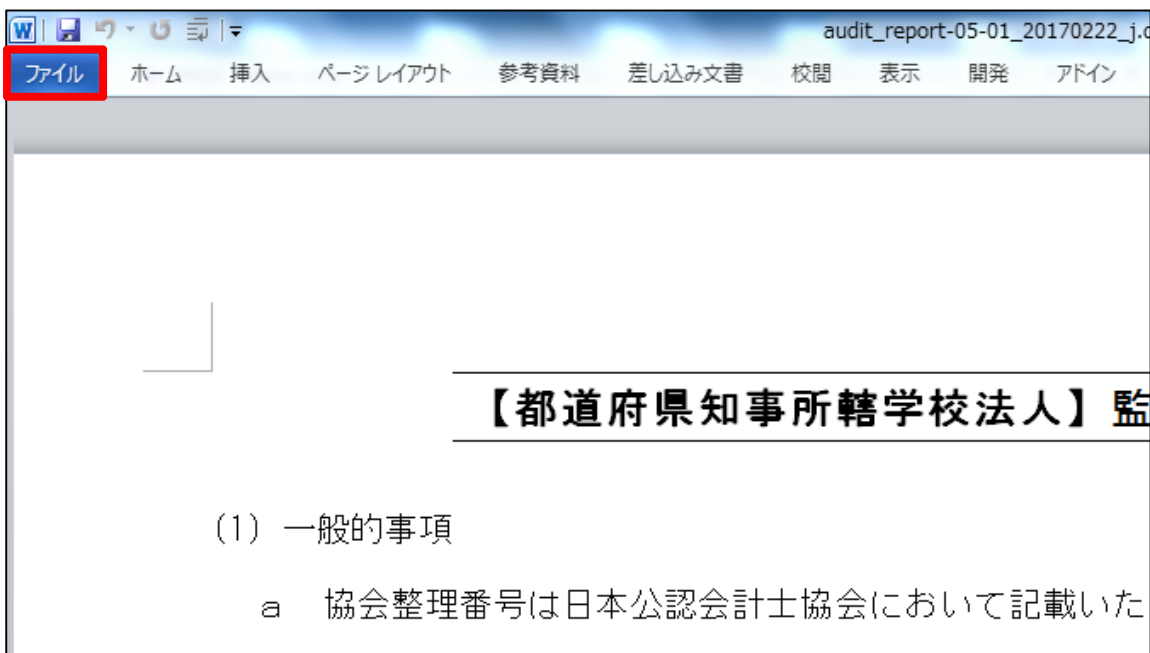 audit_report-05-01_20170222_j.
ファイル ホーム 挿入 ページ レイアウト 参考資料 差し込み文書 校閲 表示 開発 アドイン
【都道府県知事所轄学校法人】監
(1) 一般的事項
a 協会整理番号は日本公認会計士協会において記載いた